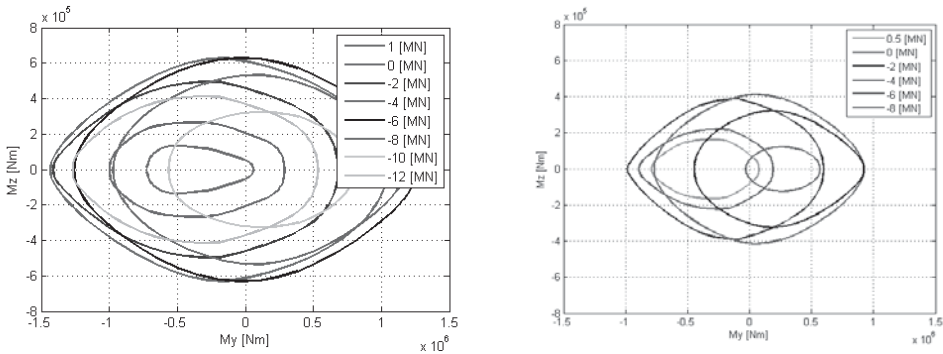 x 10^5
8
6
4
2
0
-2
-4
-6
-8
Mz [Nm]
-1.5 -1 -0.5 0 0.5 1 1.5
My [Nm]
x 10^6
1 [MN]
0 [MN]
-2 [MN]
-4 [MN]
-6 [MN]
-8 [MN]
-10 [MN]
-12 [MN]
x 10^5
8
6
4
2
0
-2
-4
-6
-8
Mz [Nm]
-1.5 -1 -0.5 0 0.5 1 1.5
My [Nm]
x 10^6
0.5 [MN]
0 [MN]
-2 [MN]
-4 [MN]
-6 [MN]
-8 [MN]